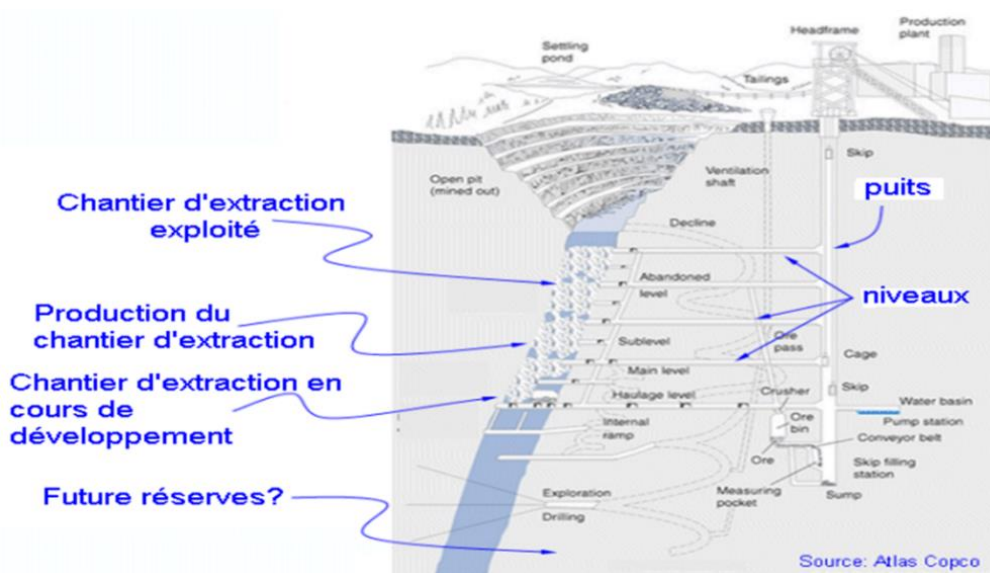 Headframe
Production
plant
Settling
pond
Tailings
Skip
Open pit
(mined out)
Ventilation
shaft
puits
Chantier d'extraction
exploité
Decline
Abandoned
level
niveaux
Production du
chantier d'extraction
Sublevel
Ore
pass
Cage
Main level
Chantier d'extraction en
cours de
développement
Haulage level
Crusher
Skip
Water basin
Internal
ramp
Ore
bin
Pump station
Conveyor belt
Ore
Skip filling
station
Measuring
pocket
Sump
Future réserves?
Exploration
Drilling
Source: Atlas Copco